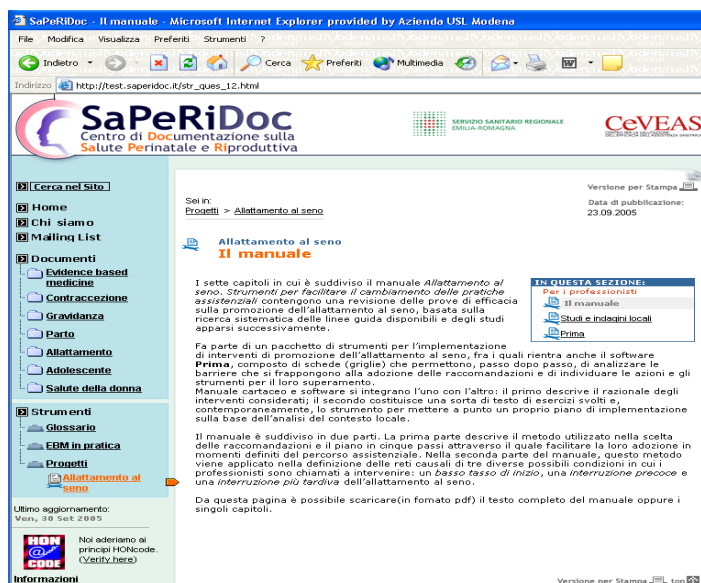 SaPeRiDoc - Il manuale - Microsoft Internet Explorer provided by Azienda USL Modena
File Modifica Visualizza Preferiti Strumenti ?
Indietro Cerca Preferiti Multimedia
Indirizzo http://test.saperidoc.it/str_ques_12.html
SaPeRiDoc
Centro di Documentazione sulla
Salute Perinatale e Riproduttiva
SERVIZIO SANITARIO REGIONALE
EMILIA-ROMAGNA
CeVEAS
CENTRO PER LA VALUTAZIONE
DELL'EFFICACIA DELL'ASSISTENZA SANITARIA
Cerca nel Sito
Home
Chi siamo
Mailing List
Documenti
Evidence based
medicine
Contraccezione
Gravidanza
Parto
Allattamento
Adolescente
Salute della donna
Strumenti
Glossario
EBM in pratica
Progetti
Allattamento al
seno
Ultimo aggiornamento:
Ven, 30 Set 2005
HON
@
CODE
Noi aderiamo ai
principi HONcode.
(Verify here)
Informazioni
Versione per Stampa
Sei in:
Progetti > Allattamento al seno
Data di pubblicazione:
23.09.2005
Allattamento al seno
Il manuale
I sette capitoli in cui è suddiviso il manuale Allattamento al
seno. Strumenti per facilitare il cambiamento delle pratiche
assistenziali contengono una revisione delle prove di efficacia
sulla promozione dell'allattamento al seno, basata sulla
ricerca sistematica delle linee guida disponibili e degli studi
apparsi successivamente.
IN QUESTA SEZIONE:
Per i professionisti
Il manuale
Studi e indagini locali
Prima
Fa parte di un pacchetto di strumenti per l'implementazione
di interventi di promozione dell'allattamento al seno, fra i quali rientra anche il software
Prima, composto di schede (griglie) che permettono, passo dopo passo, di analizzare le
barriere che si frappongono alla adozione delle raccomandazioni e di individuare le azioni e gli
strumenti per il loro superamento.
Manuale cartaceo e software si integrano l'uno con l'altro: il primo descrive il razionale degli
interventi considerati; il secondo costituisce una sorta di testo di esercizi svolti e,
contemporaneamente, lo strumento per mettere a punto un proprio piano di implementazione
sulla base dell'analisi del contesto locale.
Il manuale è suddiviso in due parti. La prima parte descrive il metodo utilizzato nella scelta
delle raccomandazioni e il piano in cinque passi attraverso il quale facilitare la loro adozione in
momenti definiti del percorso assistenziale. Nella seconda parte del manuale, questo metodo
viene applicato nella definizione delle reti causali di tre diverse possibili condizioni in cui i
professionisti sono chiamati a intervenire: un basso tasso di inizio, una interruzione precoce e
una interruzione più tardiva dell'allattamento al seno.
Da questa pagina è possibile scaricare(in fomato pdf) il testo completo del manuale oppure i
singoli capitoli.
Versione per Stampa top